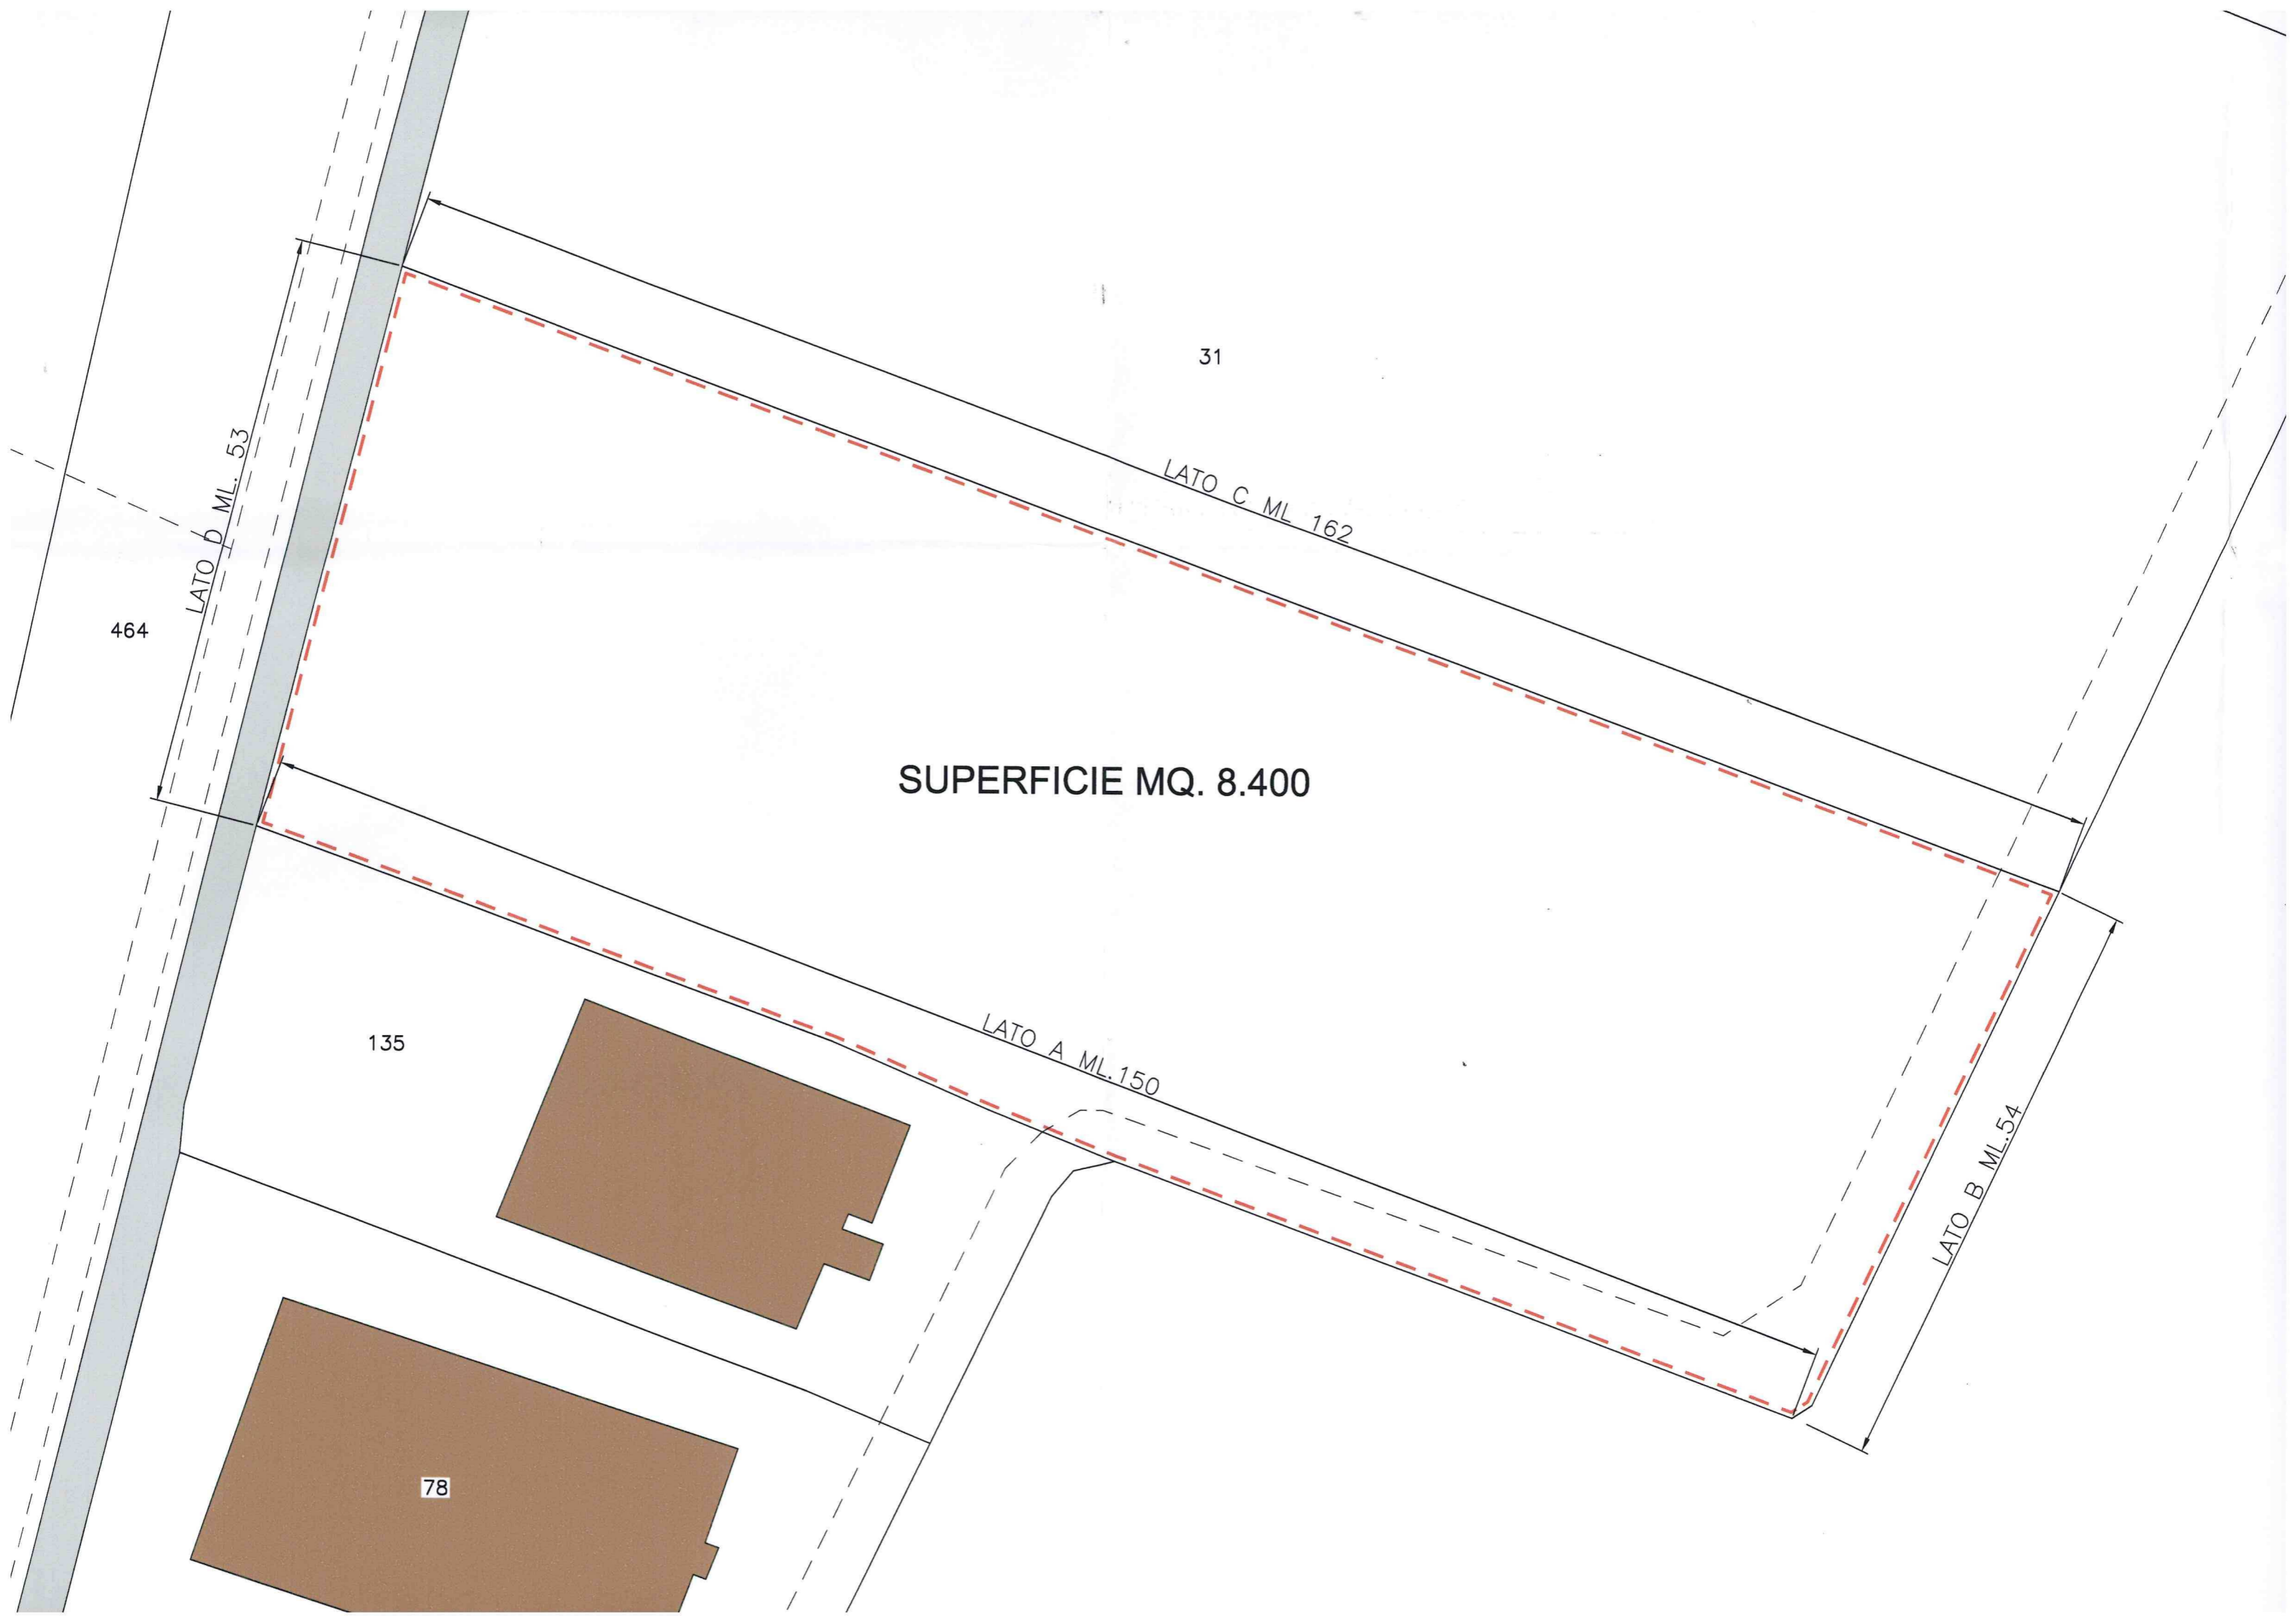 31
LATO C ML 162
LATO D ML. 53
464
SUPERFICIE MQ. 8.400
135
LATO A ML.150
LATO B ML.54
78